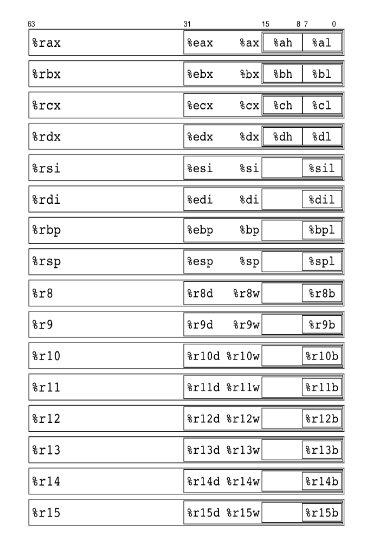 63 31 15 8 7 0
%rax %eax %ax %ah %al
%rbx %ebx %bx %bh %bl
%rcx %ecx %cx %ch %cl
%rdx %edx %dx %dh %dl
%rsi %esi %si %sil
%rdi %edi %di %dil
%rbp %ebp %bp %bpl
%rsp %esp %sp %spl
%r8 %r8d %r8w %r8b
%r9 %r9d %r9w %r9b
%r10 %r10d %r10w %r10b
%r11 %r11d %r11w %r11b
%r12 %r12d %r12w %r12b
%r13 %r13d %r13w %r13b
%r14 %r14d %r14w %r14b
%r15 %r15d %r15w %r15b